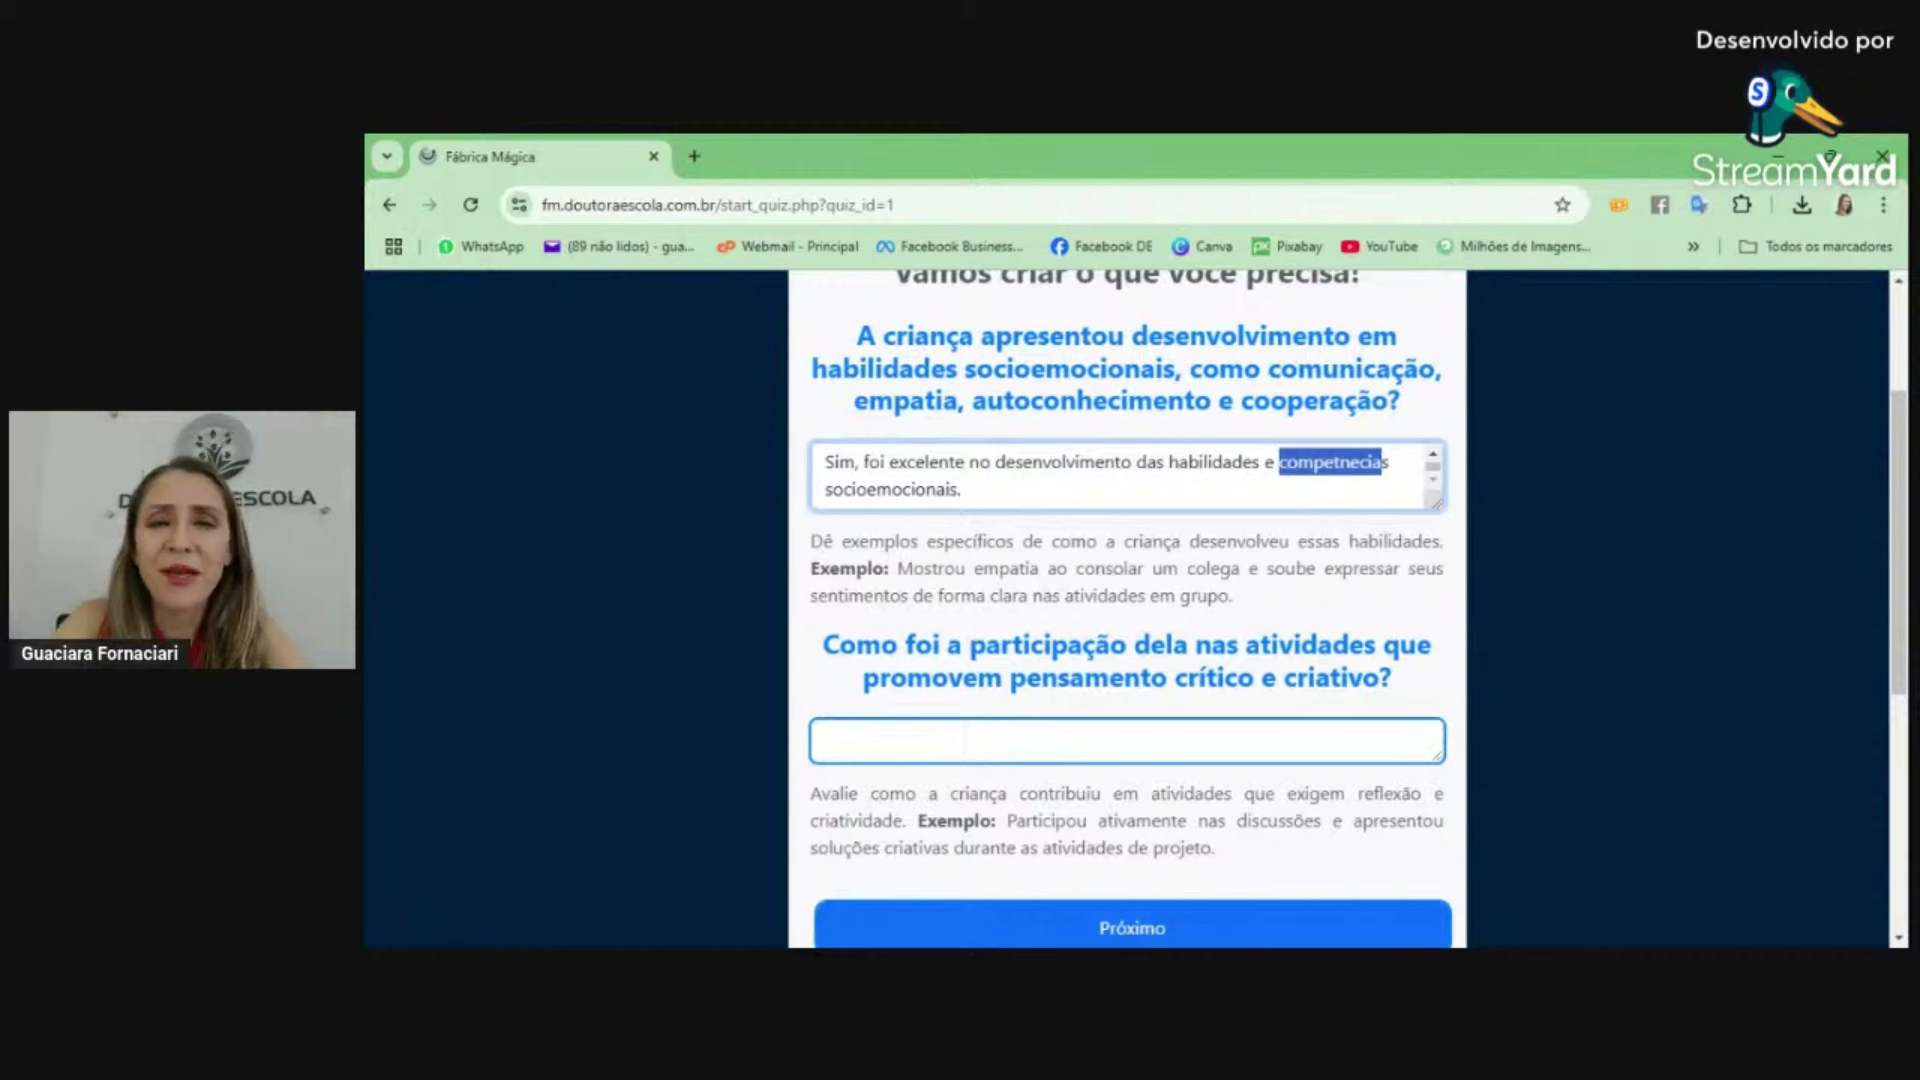 Desenvolvido por
StreamYard
Fábrica Mágica
fm.doutoraescola.com.br/start_quiz.php?quiz_id=1
WhatsApp
(89 não lidos) - gua...
Webmail - Principal
Facebook Business...
Facebook DE
Canva
Pixabay
YouTube
Milhões de Imagens...
Todos os marcadores
Vamos criar o que você precisa!
A criança apresentou desenvolvimento em
habilidades socioemocionais, como comunicação,
empatia, autoconhecimento e cooperação?
Sim, foi excelente no desenvolvimento das habilidades e competnecias
socioemocionais.
Dê exemplos específicos de como a criança desenvolveu essas habilidades.
Exemplo: Mostrou empatia ao consolar um colega e soube expressar seus
sentimentos de forma clara nas atividades em grupo.
Como foi a participação dela nas atividades que
promovem pensamento crítico e criativo?
Avalie como a criança contribuiu em atividades que exigem reflexão e
criatividade. Exemplo: Participou ativamente nas discussões e apresentou
soluções criativas durante as atividades de projeto.
Próximo
ESCOLA
Guaciara Fornaciari